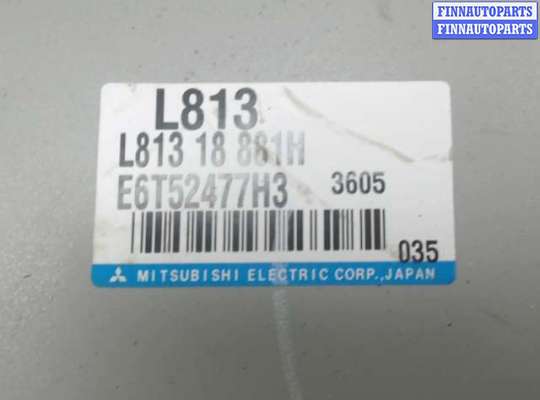 FINNAUTOPARTS
FINNAUTOPARTS
L813
L813 18 881H
E6T52477H3 3605
035
MITSUBISHI ELECTRIC CORP.,JAPAN